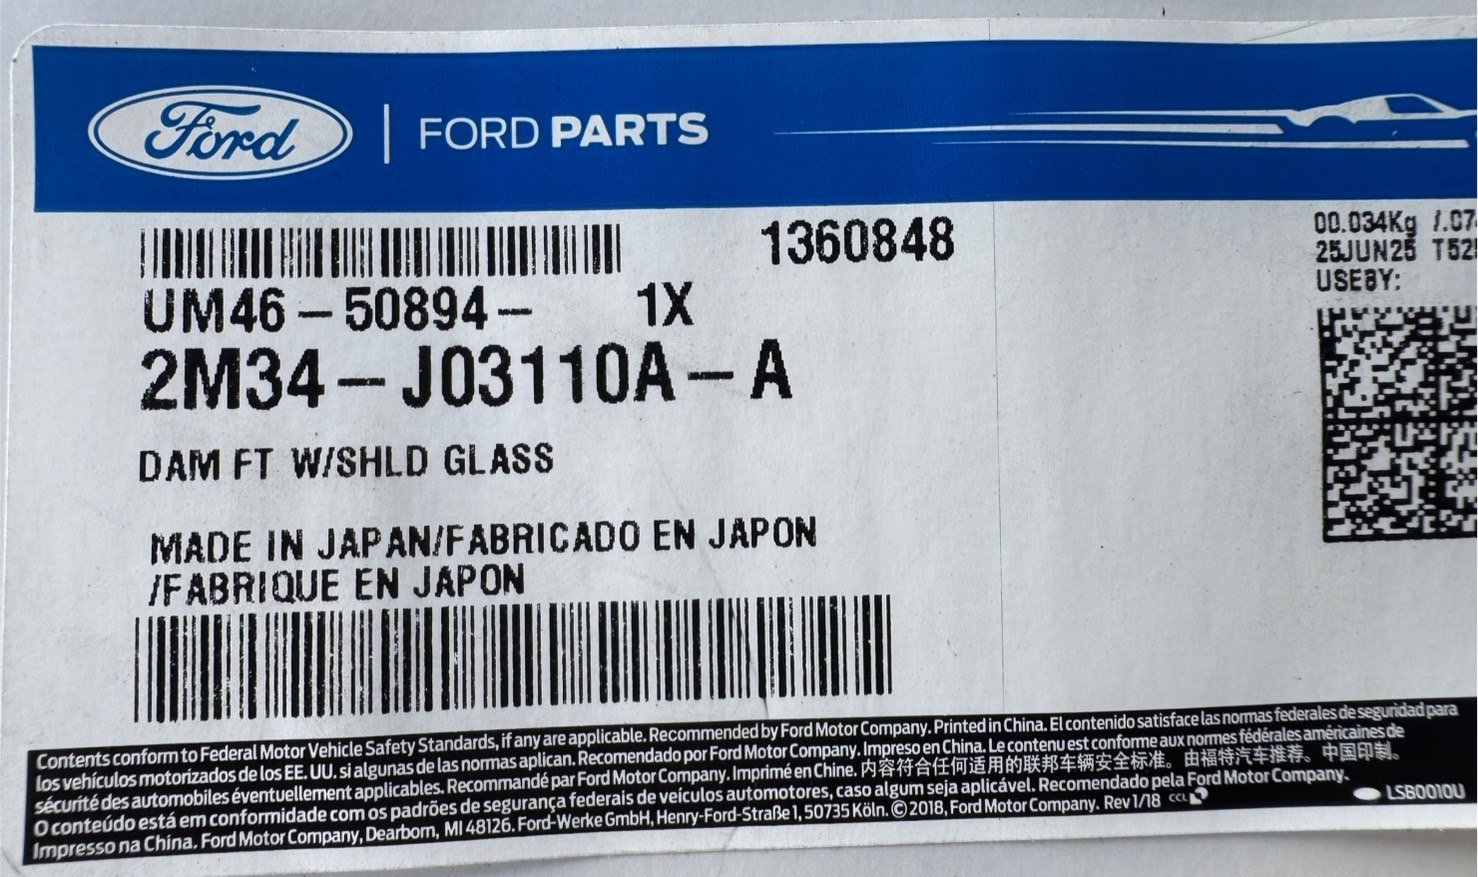 Ford
FORD PARTS
1360848
UM46-50894- 1X
2M34-J03110A-A
DAM FT W/SHLD GLASS
MADE IN JAPAN/FABRICADO EN JAPON
/FABRIQUE EN JAPON
00.034Kg /.07
25JUN25 T52
USEBY:
Contents conform to Federal Motor Vehicle Safety Standards, if any are applicable. Recommended by Ford Motor Company. Printed in China. El contenido satisface las normas federales de seguridad para
los vehículos motorizados de los EE. UU. si algunas de las normas aplican. Recomendado por Ford Motor Company. Impreso en China. Le contenu est conforme aux normes fédérales américaines de
sécurité des automobiles éventuellement applicables. Recommandé par Ford Motor Company. Imprimé en Chine. 内容符合任何适用的联邦车辆安全标准。由福特汽车推荐。中国印制。
O conteúdo está em conformidade com os padrões de segurança federais de veículos automotores, caso algum seja aplicável. Recomendado pela Ford Motor Company.
Impresso na China. Ford Motor Company, Dearborn, MI 48126. Ford-Werke GmbH, Henry-Ford-Straße 1, 50735 Köln. © 2018, Ford Motor Company. Rev 1/18 CCL
LSB0010U